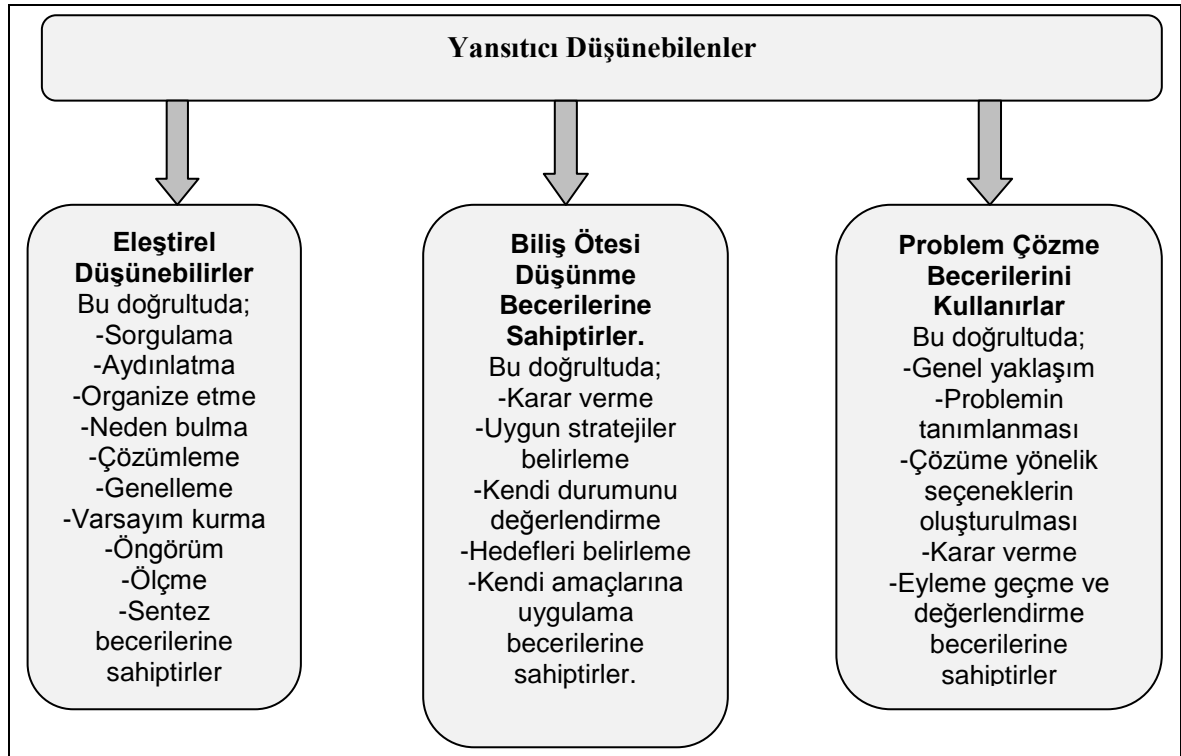 Yansıtıcı Düşünebilenler
Eleştirel
Düşünebilirler
Bu doğrultuda;
-Sorgulama
-Aydınlatma
-Organize etme
-Neden bulma
-Çözümleme
-Genelleme
-Varsayım kurma
-Öngörüm
-Ölçme
-Sentez
becerilerine
sahiptirler
Biliş Ötesi
Düşünme
Becerilerine
Sahiptirler.
Bu doğrultuda;
-Karar verme
-Uygun stratejiler
belirleme
-Kendi durumunu
değerlendirme
-Hedefleri belirleme
-Kendi amaçlarına
uygulama
becerilerine
sahiptirler.
Problem Çözme
Becerilerini
Kullanırlar
Bu doğrultuda;
-Genel yaklaşım
-Problemin
tanımlanması
-Çözüme yönelik
seçeneklerin
oluşturulması
-Karar verme
-Eyleme geçme ve
değerlendirme
becerilerine
sahiptirler